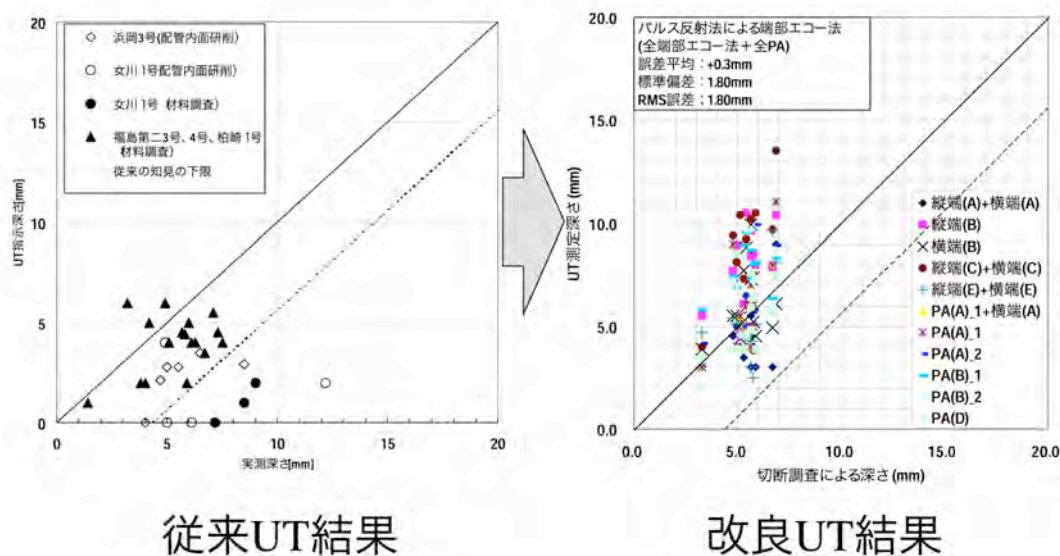 20
15
10
5
0
UT指示深さ[mm]
◇ 浜岡3号(配管内面研削)
○ 女川1号配管内面研削)
● 女川1号 材料調査)
▲ 福島第二3号、4号、柏崎1号
材料調査)
従来の知見の下限
0 5 10 15 20
実測深さ[mm]
従来UT結果
20.0
15.0
10.0
5.0
0.0
UT測定深さ(mm)
パルス反射法による端部エコー法
(全端部エコー法+全PA)
誤差平均:+0.3mm
標準偏差:1.80mm
RMS誤差:1.80mm
縦端(A)+横端(A)
縦端(B)
横端(B)
縦端(C)+横端(C)
縦端(E)+横端(E)
PA(A)_1+横端(A)
PA(A)_1
PA(A)_2
PA(B)_1
PA(B)_2
PA(D)
0.0 5.0 10.0 15.0 20.0
切断調査による深さ(mm)
改良UT結果